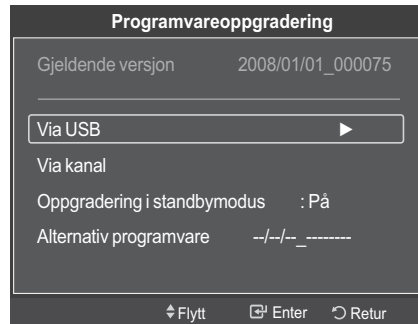 Programvareoppgradering
Gjeldende versjon 2008/01/01_000075
Via USB ►
Via kanal
Oppgradering i standbymodus : På
Alternativ programvare --/--/--_--------
Flytt Enter Retur